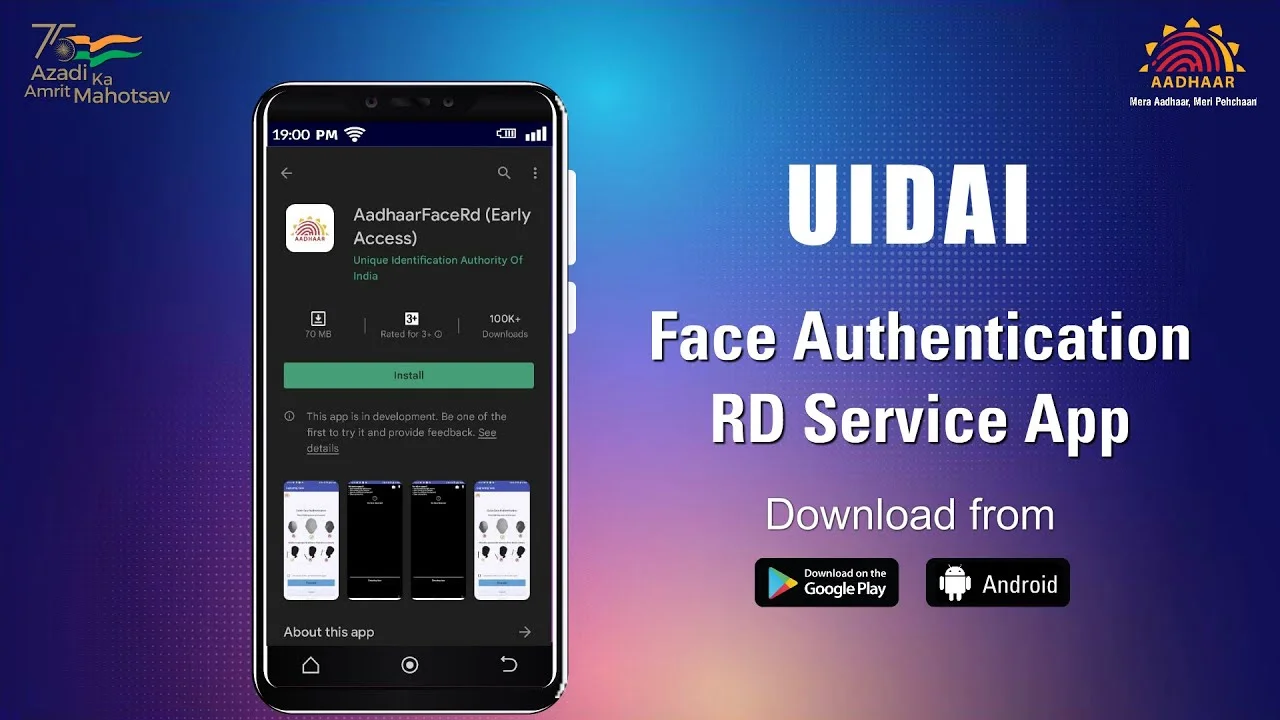 75
Azadi Ka
Amrit Mahotsav
AADHAAR
Mera Aadhaar, Meri Pehchaan
19:00 PM
AadhaarFaceRd (Early
Access)
Unique Identification Authority Of
India
70 MB
3+
Rated for 3+
100K+
Downloads
Install
This app is in development. Be one of the
first to try it and provide feedback. See
details
About this app
AADHAAR
UIDAI
Face Authentication
RD Service App
Download from
Download on the
Google Play
Android